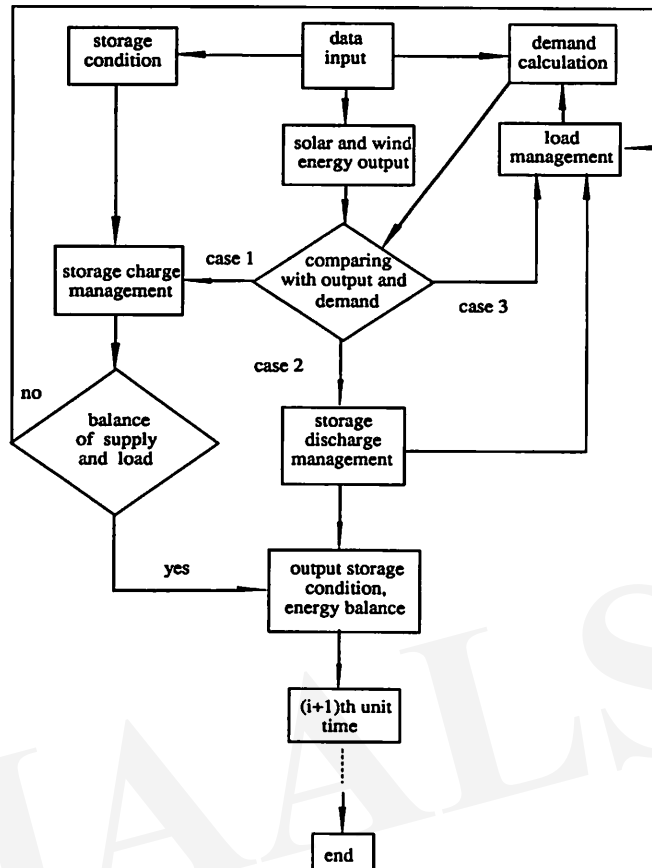 storage
condition
data
input
demand
calculation
solar and wind
energy output
load
management
storage charge
management
case 1
comparing
with output and
demand
case 3
case 2
no
balance
of supply
and load
storage
discharge
management
yes
output storage
condition,
energy balance
(i+1)th unit
time
end
IAALS